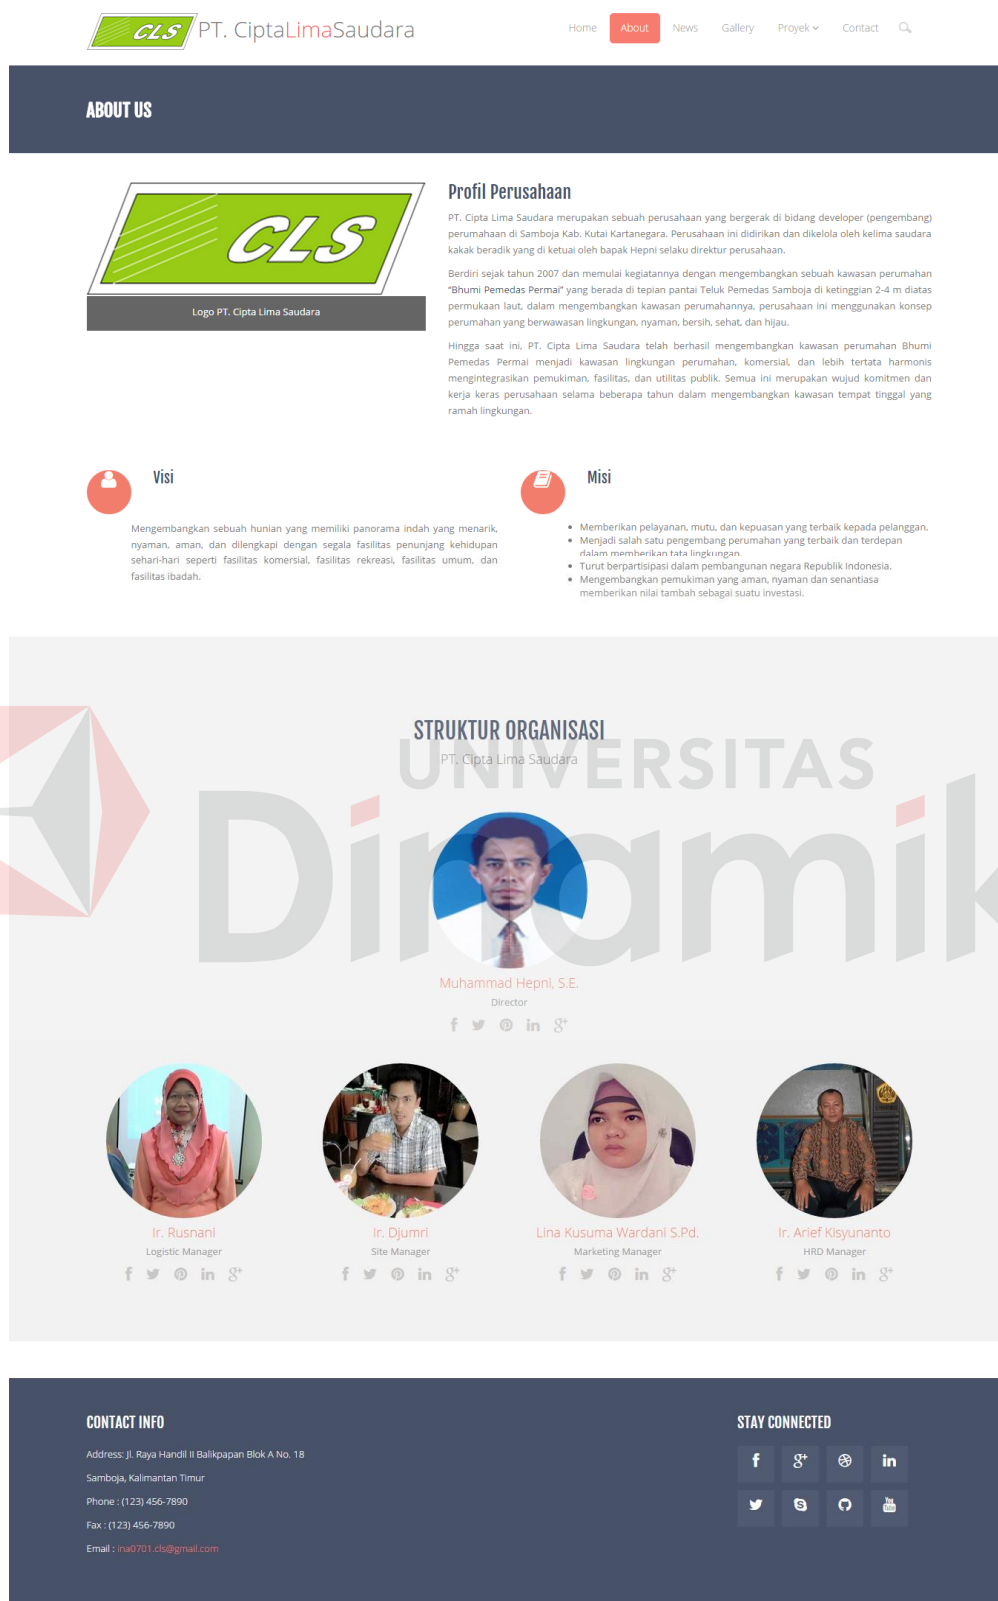 CLS PT. CiptaLimaSaudara
Home About News Gallery Proyek Contact
ABOUT US
CLS
Logo PT. Cipta Lima Saudara
Profil Perusahaan
PT. Cipta Lima Saudara merupakan sebuah perusahaan yang bergerak di bidang developer (pengembang)
perumahaan di Samboja Kab. Kutai Kartanegara. Perusahaan ini didirikan dan dikelola oleh kelima saudara
kakak beradik yang di ketuai oleh bapak Hepni selaku direktur perusahaan.
Berdiri sejak tahun 2007 dan memulai kegiatannya dengan mengembangkan sebuah kawasan perumahan
“Bhumi Pemedas Permai” yang berada di tepian pantai Teluk Pemedas Samboja di ketinggian 2-4 m diatas
permukaan laut, dalam mengembangkan kawasan perumahannya, perusahaan ini menggunakan konsep
perumahan yang berwawasan lingkungan, nyaman, bersih, sehat, dan hijau.
Hingga saat ini, PT. Cipta Lima Saudara telah berhasil mengembangkan kawasan perumahan Bhumi
Pemedas Permai menjadi kawasan lingkungan perumahan, komersial, dan lebih tertata harmonis
mengintegrasikan pemukiman, fasilitas, dan utilitas publik. Semua ini merupakan wujud komitmen dan
kerja keras perusahaan selama beberapa tahun dalam mengembangkan kawasan tempat tinggal yang
ramah lingkungan.
Visi
Mengembangkan sebuah hunian yang memiliki panorama indah yang menarik,
nyaman, aman, dan dilengkapi dengan segala fasilitas penunjang kehidupan
sehari-hari seperti fasilitas komersial, fasilitas rekreasi, fasilitas umum, dan
fasilitas ibadah.
Misi
Memberikan pelayanan, mutu, dan kepuasan yang terbaik kepada pelanggan.
Menjadi salah satu pengembang perumahan yang terbaik dan terdepan
dalam memberikan tata lingkungan.
Turut berpartisipasi dalam pembangunan negara Republik Indonesia.
Mengembangkan pemukiman yang aman, nyaman dan senantiasa
memberikan nilai tambah sebagai suatu investasi.
STRUKTUR ORGANISASI
PT. Cipta Lima Saudara
UNIVERSITAS
Dinamik
Muhammad Hepni, S.E.
Director
Ir. Rusnani
Logistic Manager
Ir. Djumri
Site Manager
Lina Kusuma Wardani S.Pd.
Marketing Manager
Ir. Arief Kisyunanto
HRD Manager
CONTACT INFO
Address: Jl. Raya Handil II Balikpapan Blok A No. 18
Samboja, Kalimantan Timur
Phone : (123) 456-7890
Fax : (123) 456-7890
Email : ina0701.cls@gmail.com
STAY CONNECTED